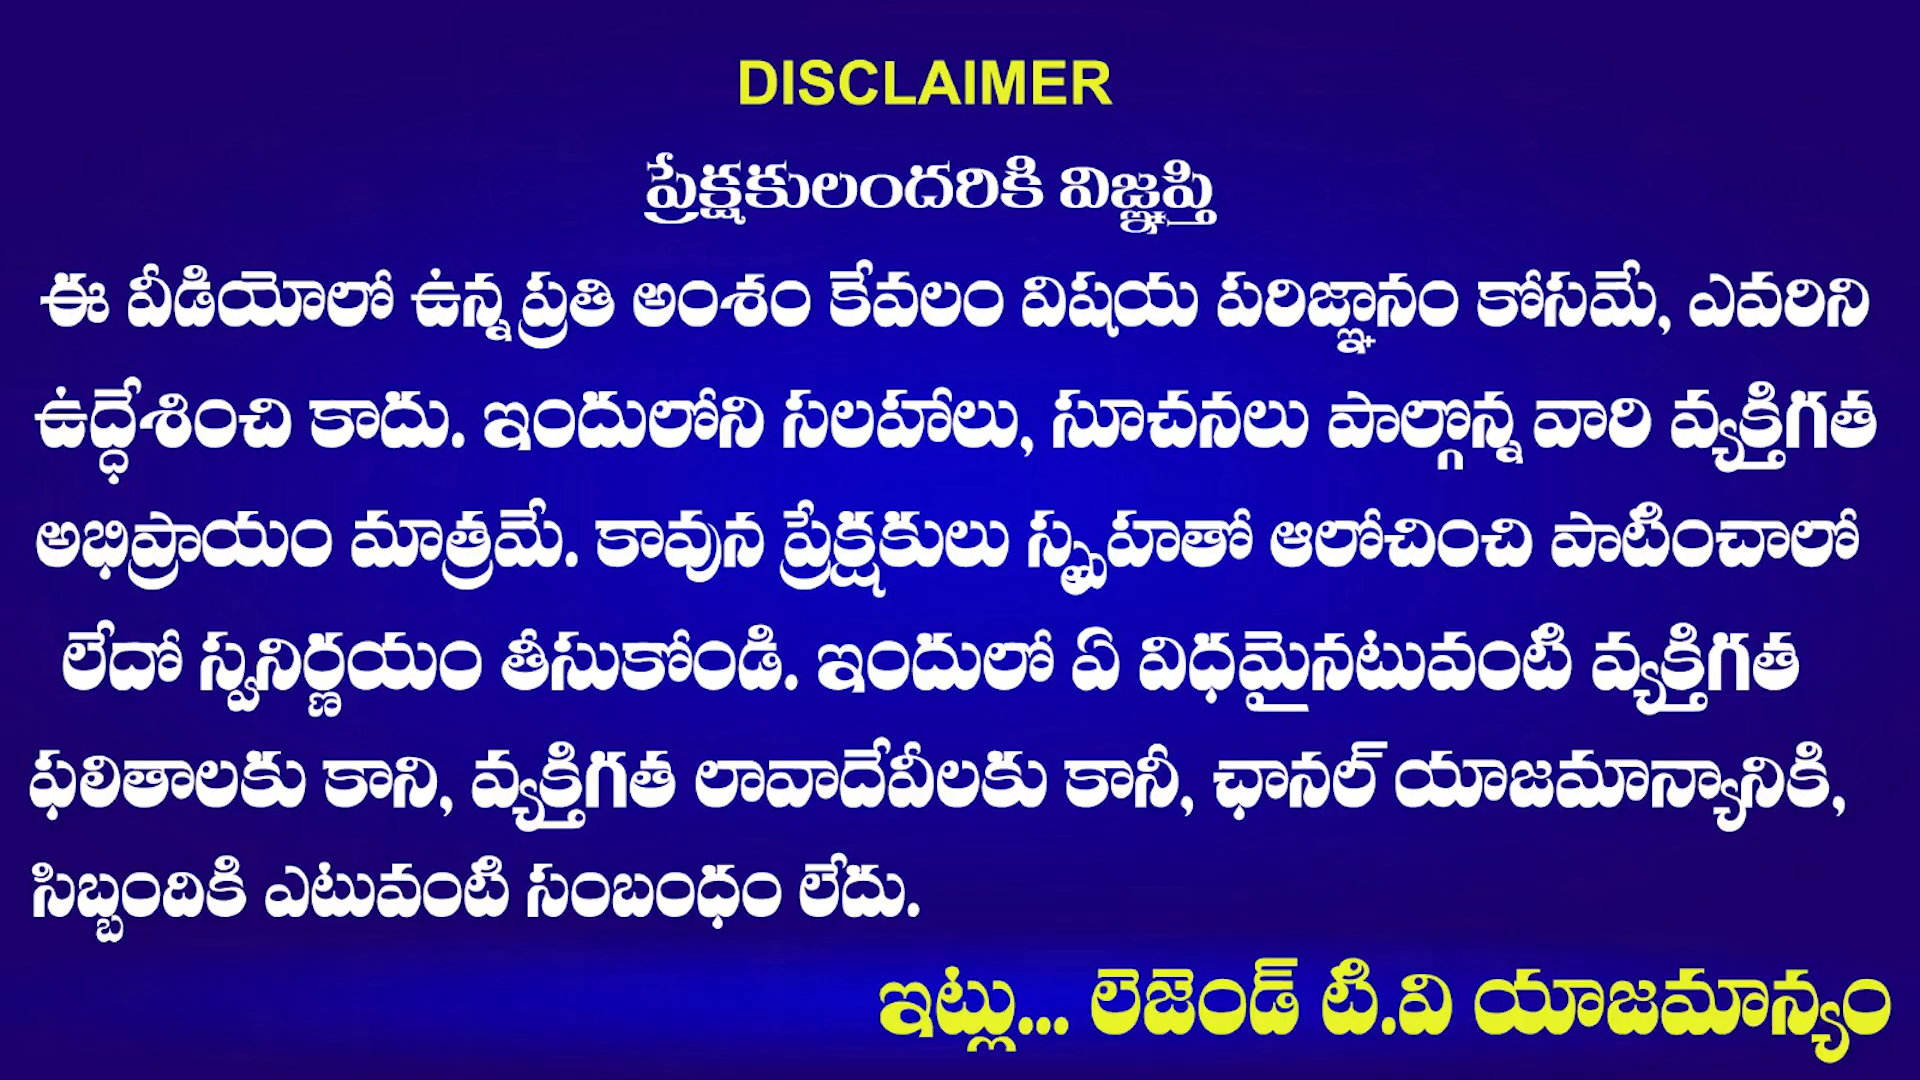 DISCLAIMER
ప్రేక్షకులందరికి విజ్ఞప్తి
ఈ వీడియోలో ఉన్న ప్రతి అంశం కేవలం విషయ పరిజ్ఞానం కోసమే, ఎవరిని
ఉద్ధేశించి కాదు. ఇందులోని సలహాలు, సూచనలు పాల్గొన్న వారి వ్యక్తిగత
అభిప్రాయం మాత్రమే. కావున ప్రేక్షకులు స్పృహతో ఆలోచించి పాటించాలో
లేదో స్వనిర్ణయం తీసుకోండి. ఇందులో ఏ విధమైనటువంటి వ్యక్తిగత
ఫలితాలకు కాని, వ్యక్తిగత లావాదేవీలకు కానీ, ఛానల్ యాజమాన్యానికి,
సిబ్బందికి ఎటువంటి సంబంధం లేదు.
ఇట్లు... లెజెండ్ టి.వి యాజమాన్యం